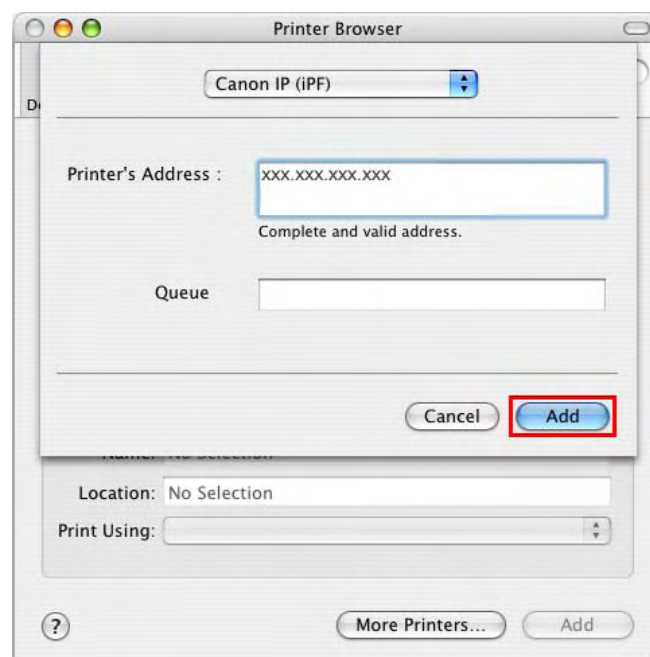 Printer Browser
Canon IP (iPF)
Printer's Address :
xxx.xxx.xxx.xxx
Complete and valid address.
Queue
Cancel
Add
Location:
No Selection
Print Using:
?
More Printers...
Add